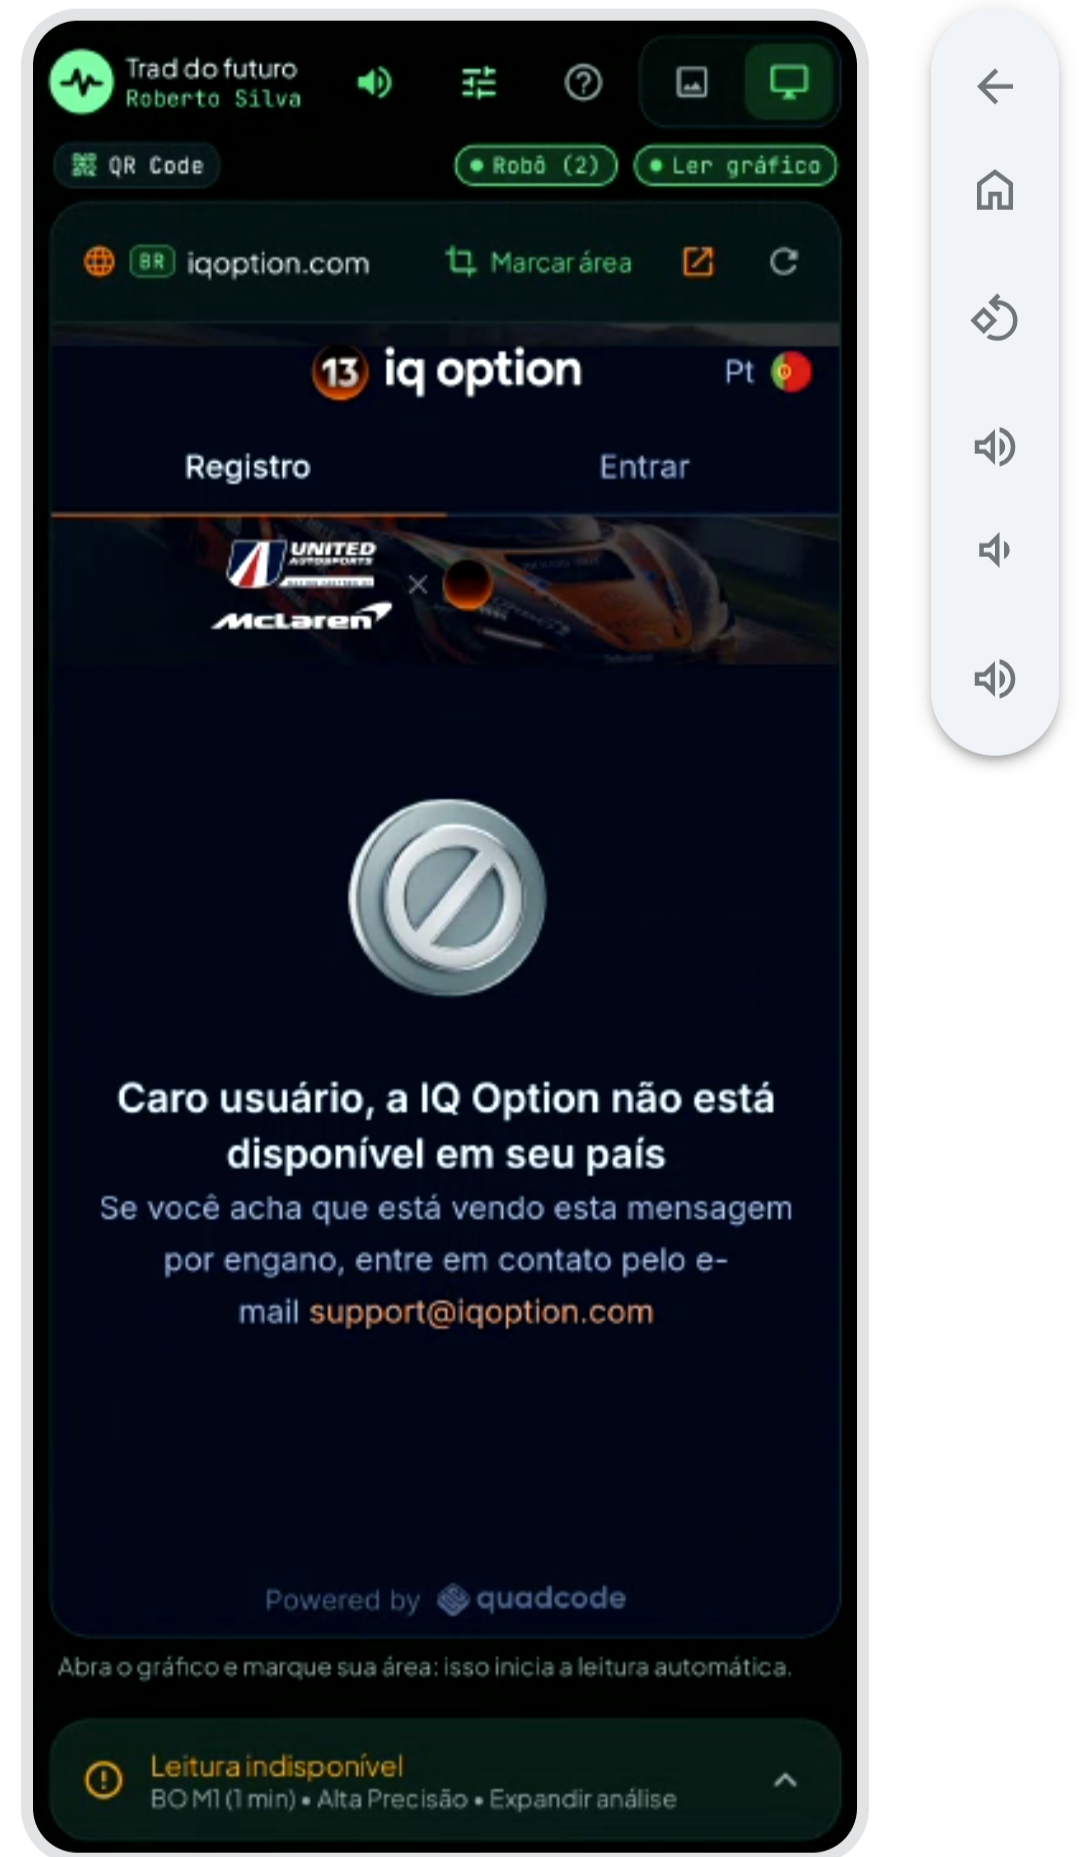 Trad do futuro
Roberto Silva
QR Code
Robô (2)
Ler gráfico
BR iqoption.com
Marcar área
13 iq option
Pt
Registro
Entrar
UNITED
AUTOSPORTS
McLaren
Caro usuário, a IQ Option não está
disponível em seu país
Se você acha que está vendo esta mensagem
por engano, entre em contato pelo e-
mail support@iqoption.com
Powered by quadcode
Abra o gráfico e marque sua área: isso inicia a leitura automática.
Leitura indisponível
BO M1 (1 min) • Alta Precisão • Expandir análise